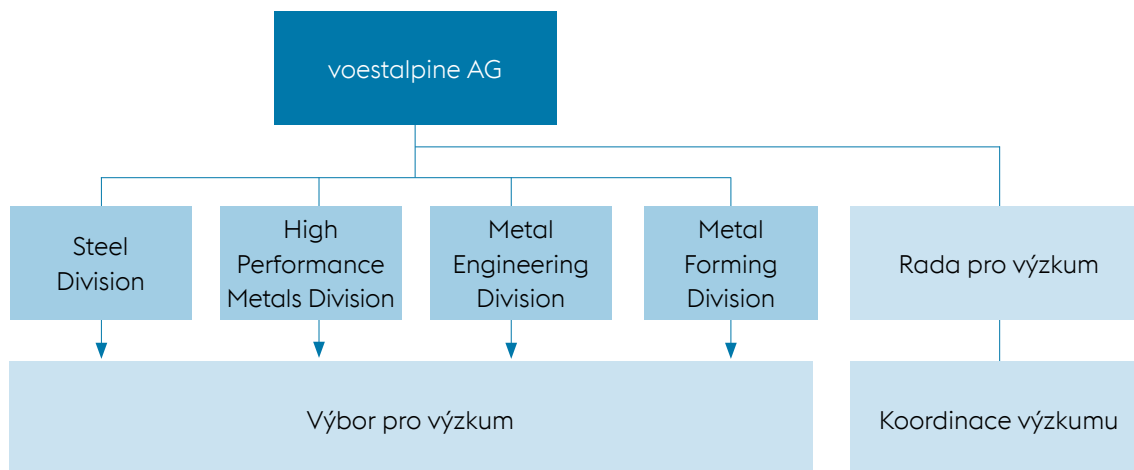 voestalpine AG
Steel
Division
High
Performance
Metals Division
Metal
Engineering
Division
Metal
Forming
Division
Rada pro výzkum
Výbor pro výzkum
Koordinace výzkumu